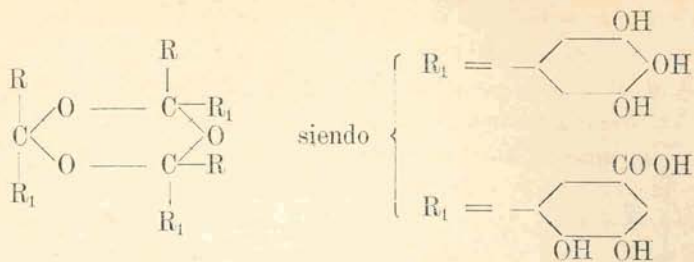 R R
O C—R₁
C O siendo
O C—R
R₁ R₁
R₁ = OH
OH
OH
R₁ = CO OH
OH OH